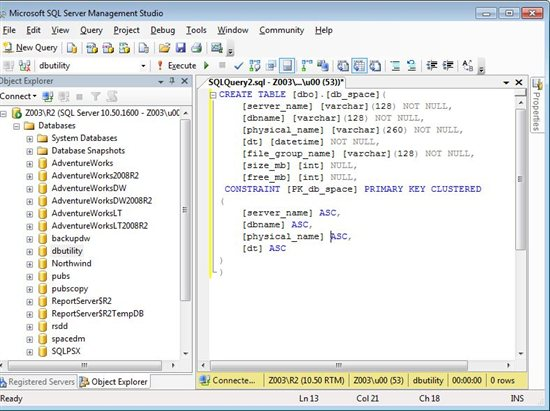 Microsoft SQL Server Management Studio
File Edit View Query Project Debug Tools Window Community Help
New Query
dbutility Execute
Object Explorer
Connect
Z003\R2 (SQL Server 10.50.1600 - Z003\u00
Databases
System Databases
Database Snapshots
AdventureWorks
AdventureWorks2008R2
AdventureWorksDW
AdventureWorksDW2008R2
AdventureWorksLT
AdventureWorksLT2008R2
backupdw
dbutility
Northwind
pubs
pubscopy
ReportServer$R2
ReportServer$R2TempDB
rsdd
spacedm
SQLPSX
Registered Servers Object Explorer
SQLQuery2.sql - Z003\...\u00 (53))*
CREATE TABLE [dbo].[db_space](
[server_name] [varchar](128) NOT NULL,
[dbname] [varchar](128) NOT NULL,
[physical_name] [varchar](260) NOT NULL,
[dt] [datetime] NOT NULL,
[file_group_name] [varchar](128) NOT NULL,
[size_mb] [int] NULL,
[free_mb] [int] NULL,
CONSTRAINT [PK_db_space] PRIMARY KEY CLUSTERED
(
[server_name] ASC,
[dbname] ASC,
[physical_name] ASC,
[dt] ASC
)
)
Connecte... Z003\R2 (10.50 RTM) Z003\u00 (53) dbutility 00:00:00 0 rows
Properties
Ready Ln 13 Col 21 Ch 18 INS